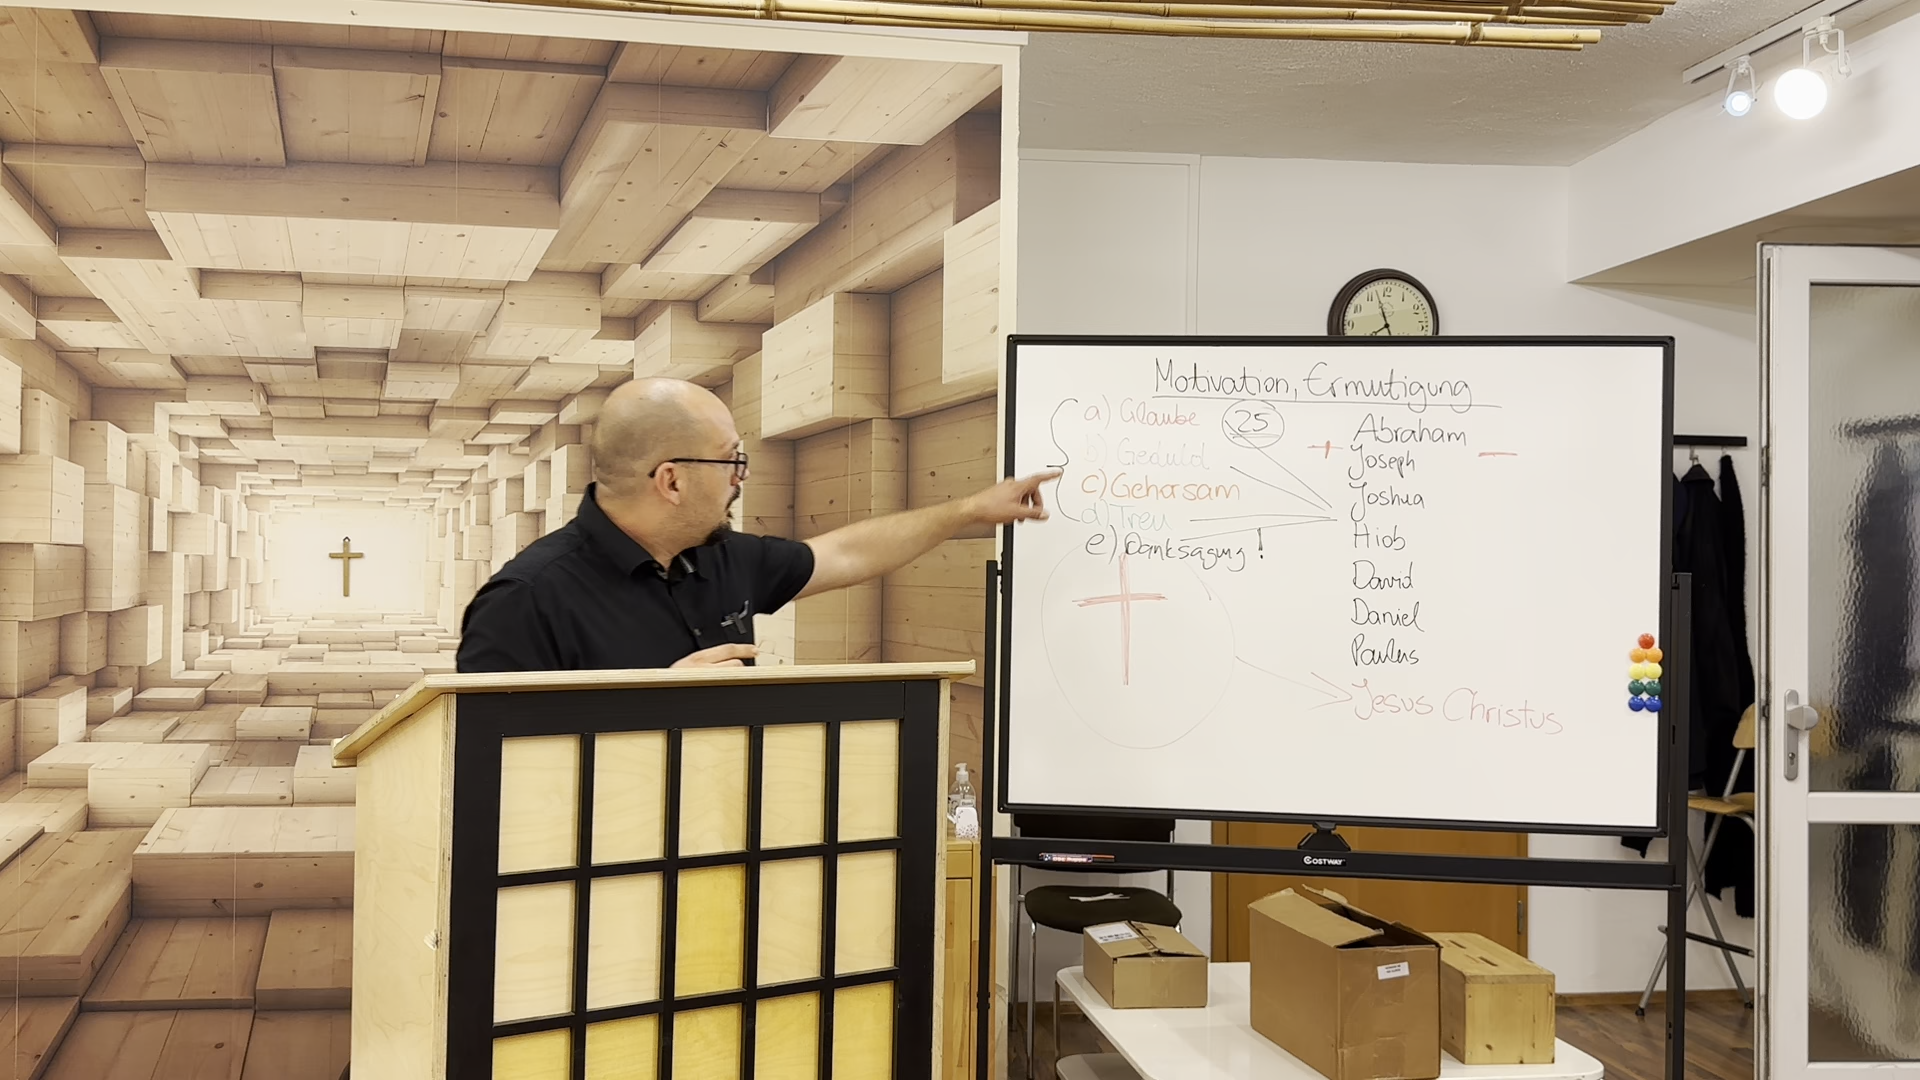 Motivation, Ermutigung
a) Glaube
25
b) Geduld
c) Gehorsam
d) Treu
e) Danksagung !
Abraham
+ Joseph -
Joshua
Hiob
David
Daniel
Paulus
Jesus Christus
COSTWAY